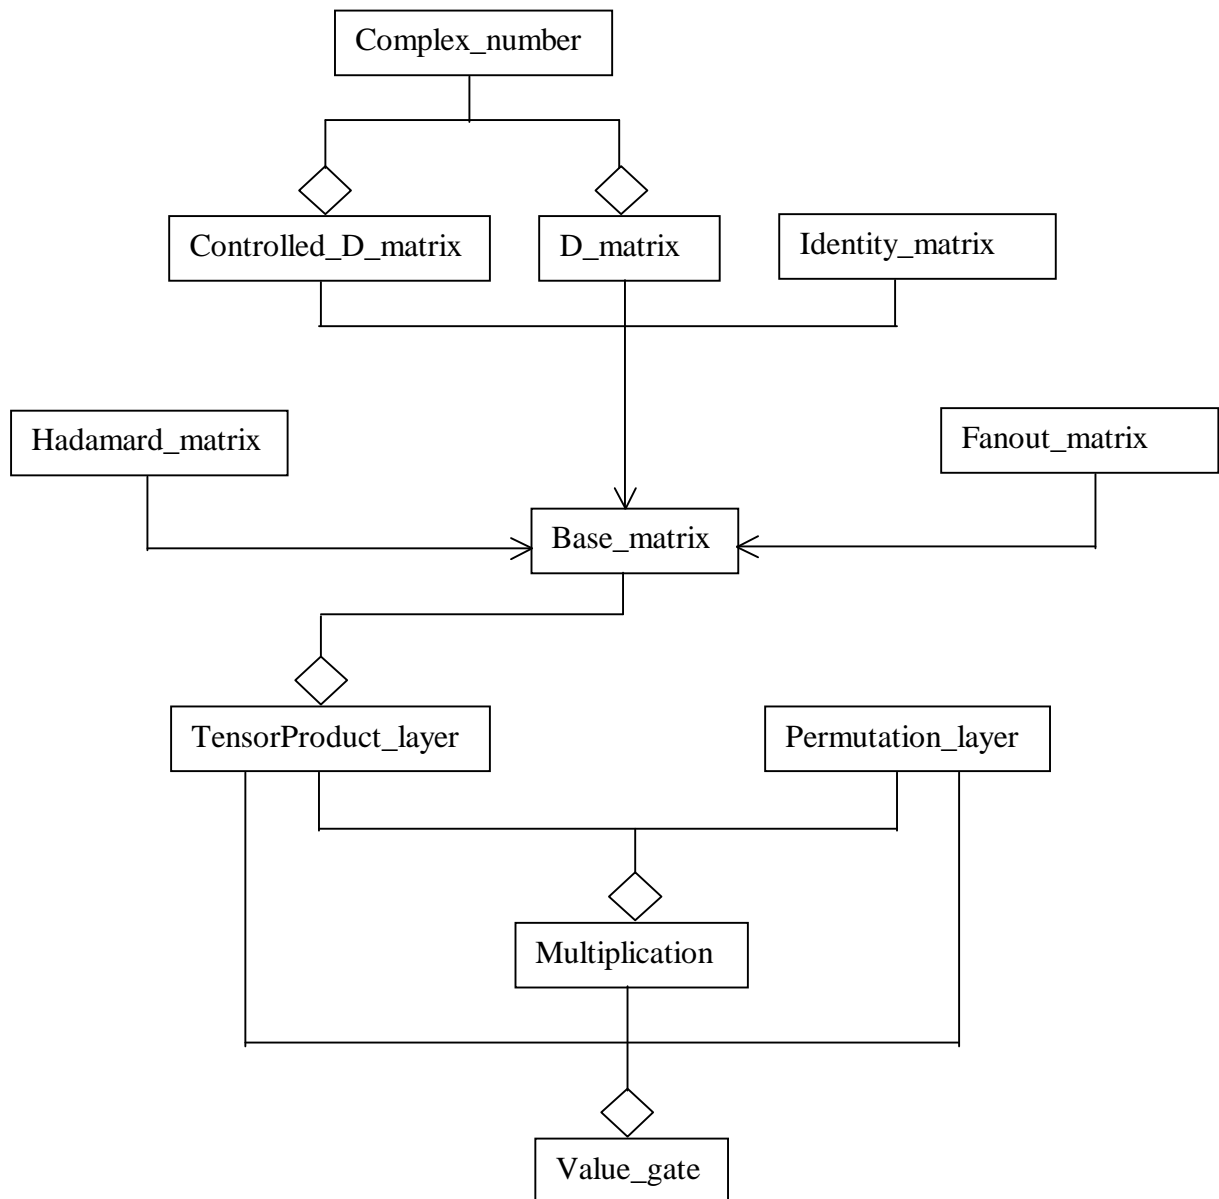 Complex_number
Controlled_D_matrix
D_matrix
Identity_matrix
Hadamard_matrix
Fanout_matrix
Base_matrix
TensorProduct_layer
Permutation_layer
Multiplication
Value_gate